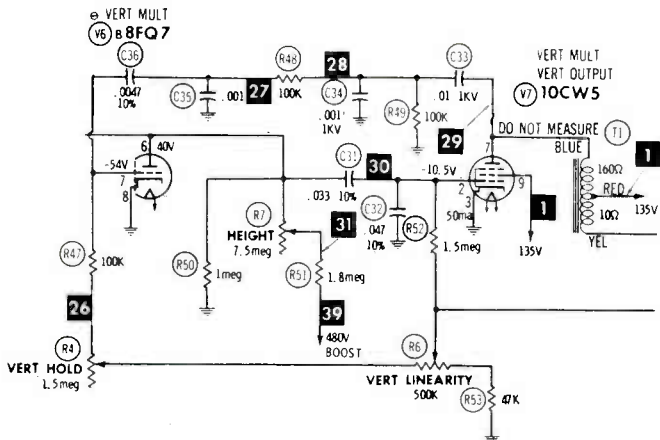 ⊖ VERT MULT
V6 B 8FQ7
C36
.0047
10%
C35
.001
27
R48
100K
28
C34
.001
1KV
C33
.01 1KV
R49
100K
29
VERT MULT
VERT OUTPUT
V7 10CW5
DO NOT MEASURE
T1
BLUE
160Ω
RED
10Ω
YEL
1
135V
6
40V
-54V
7
8
C31
.033 10%
30
-10.5V
7
2
9
3
50ma
1
135V
C32
.047
10%
R52
1.5meg
R7
HEIGHT
7.5meg
31
R50
1meg
R51
1.8meg
39
480V
BOOST
R47
100K
26
R4
VERT HOLD
1.5meg
R6
VERT LINEARITY
500K
R53
47K